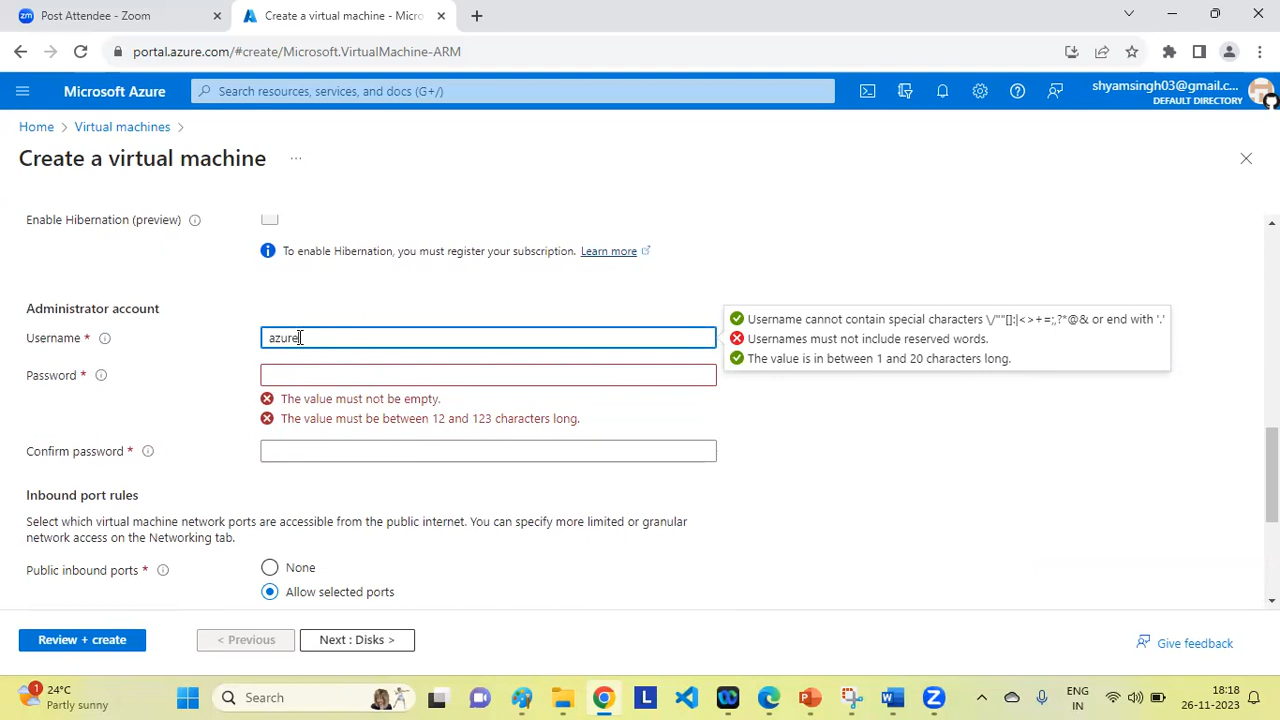 Post Attendee - Zoom
Create a virtual machine - Micro
portal.azure.com/#create/Microsoft.VirtualMachine-ARM
Microsoft Azure
Search resources, services, and docs (G+/)
shyamsingh03@gmail.c...
DEFAULT DIRECTORY
Home > Virtual machines >
Create a virtual machine ...
Enable Hibernation (preview)
To enable Hibernation, you must register your subscription. Learn more
Administrator account
Username *
azure
Username cannot contain special characters \/""[]:|<>+=;,?*@& or end with '.'
Usernames must not include reserved words.
The value is in between 1 and 20 characters long.
Password *
The value must not be empty.
The value must be between 12 and 123 characters long.
Confirm password *
Inbound port rules
Select which virtual machine network ports are accessible from the public internet. You can specify more limited or granular
network access on the Networking tab.
Public inbound ports *
None
Allow selected ports
Review + create
< Previous
Next : Disks >
Give feedback
1
24°C
Partly sunny
Search
ENG
IN
18:18
26-11-2023